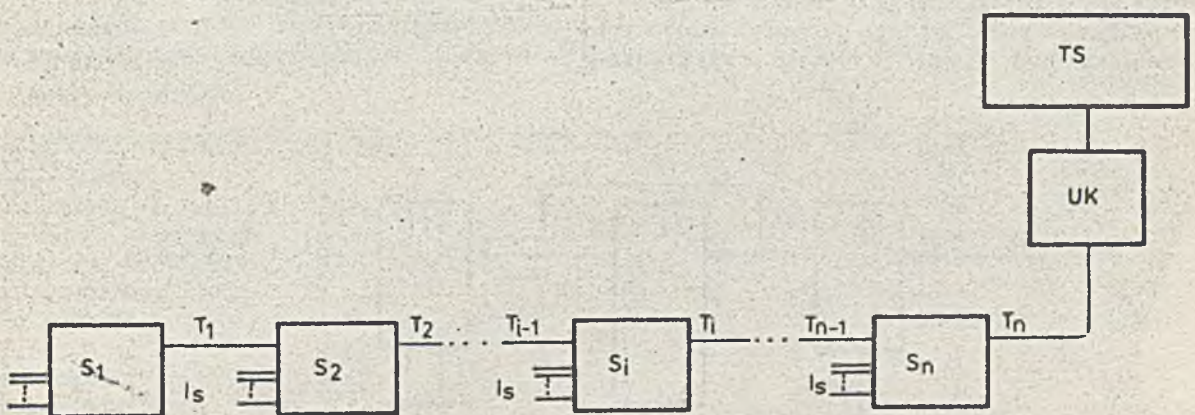 TS
UK
T1 T2 Ti-1 Ti Tn-1 Tn
S1 S2 Si Sn
Is Is Is